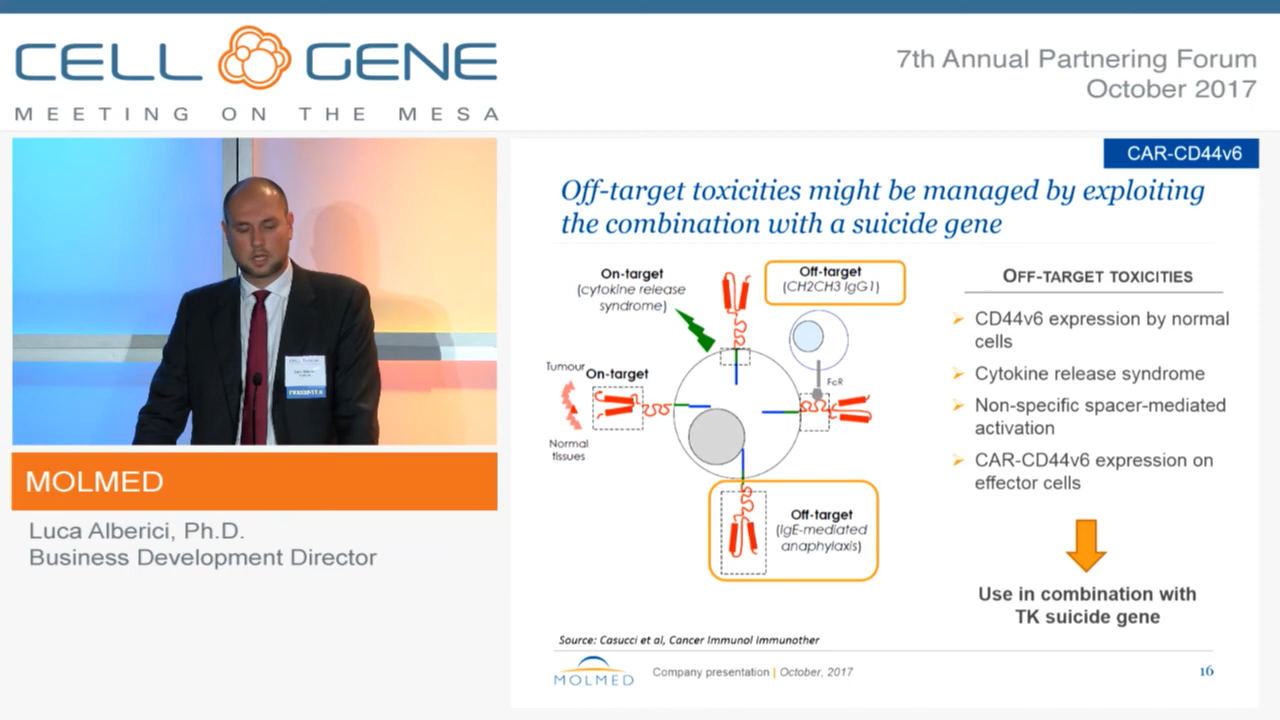 CELL GENE
MEETING ON THE MESA
7th Annual Partnering Forum
October 2017
CAR-CD44v6
Off-target toxicities might be managed by exploiting
the combination with a suicide gene
On-target
(cytokine release
syndrome)
Off-target
(CH2CH3 IgG1)
Tumour
On-target
Normal
tissues
FcR
Off-target
(IgE-mediated
anaphylaxis)
OFF-TARGET TOXICITIES
CD44v6 expression by normal
cells
Cytokine release syndrome
Non-specific spacer-mediated
activation
CAR-CD44v6 expression on
effector cells
Use in combination with
TK suicide gene
Source: Casucci et al, Cancer Immunol Immunother
MOLMED
Company presentation | October, 2017
16
MOLMED
Luca Alberici, Ph.D.
Business Development Director